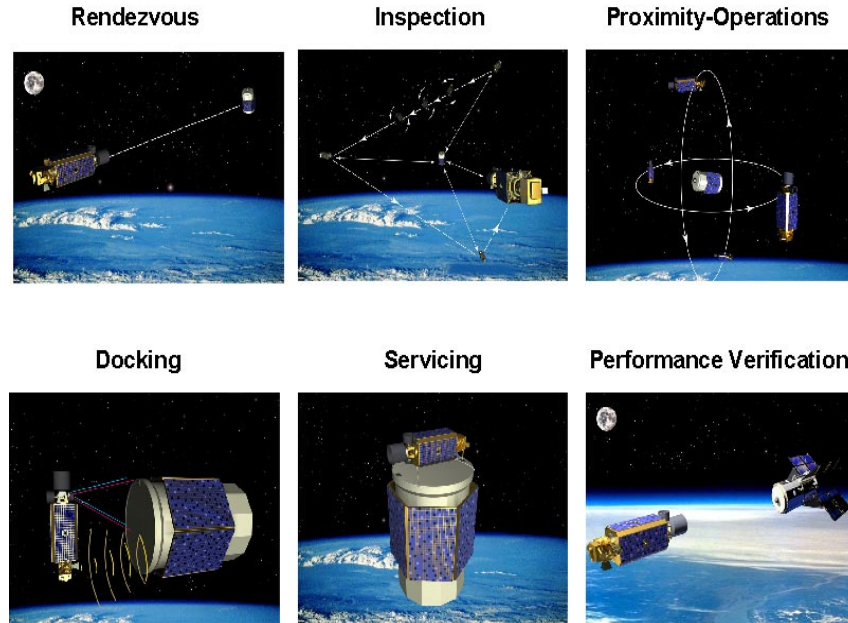 Rendezvous
Inspection
Proximity-Operations
Docking
Servicing
Performance Verification